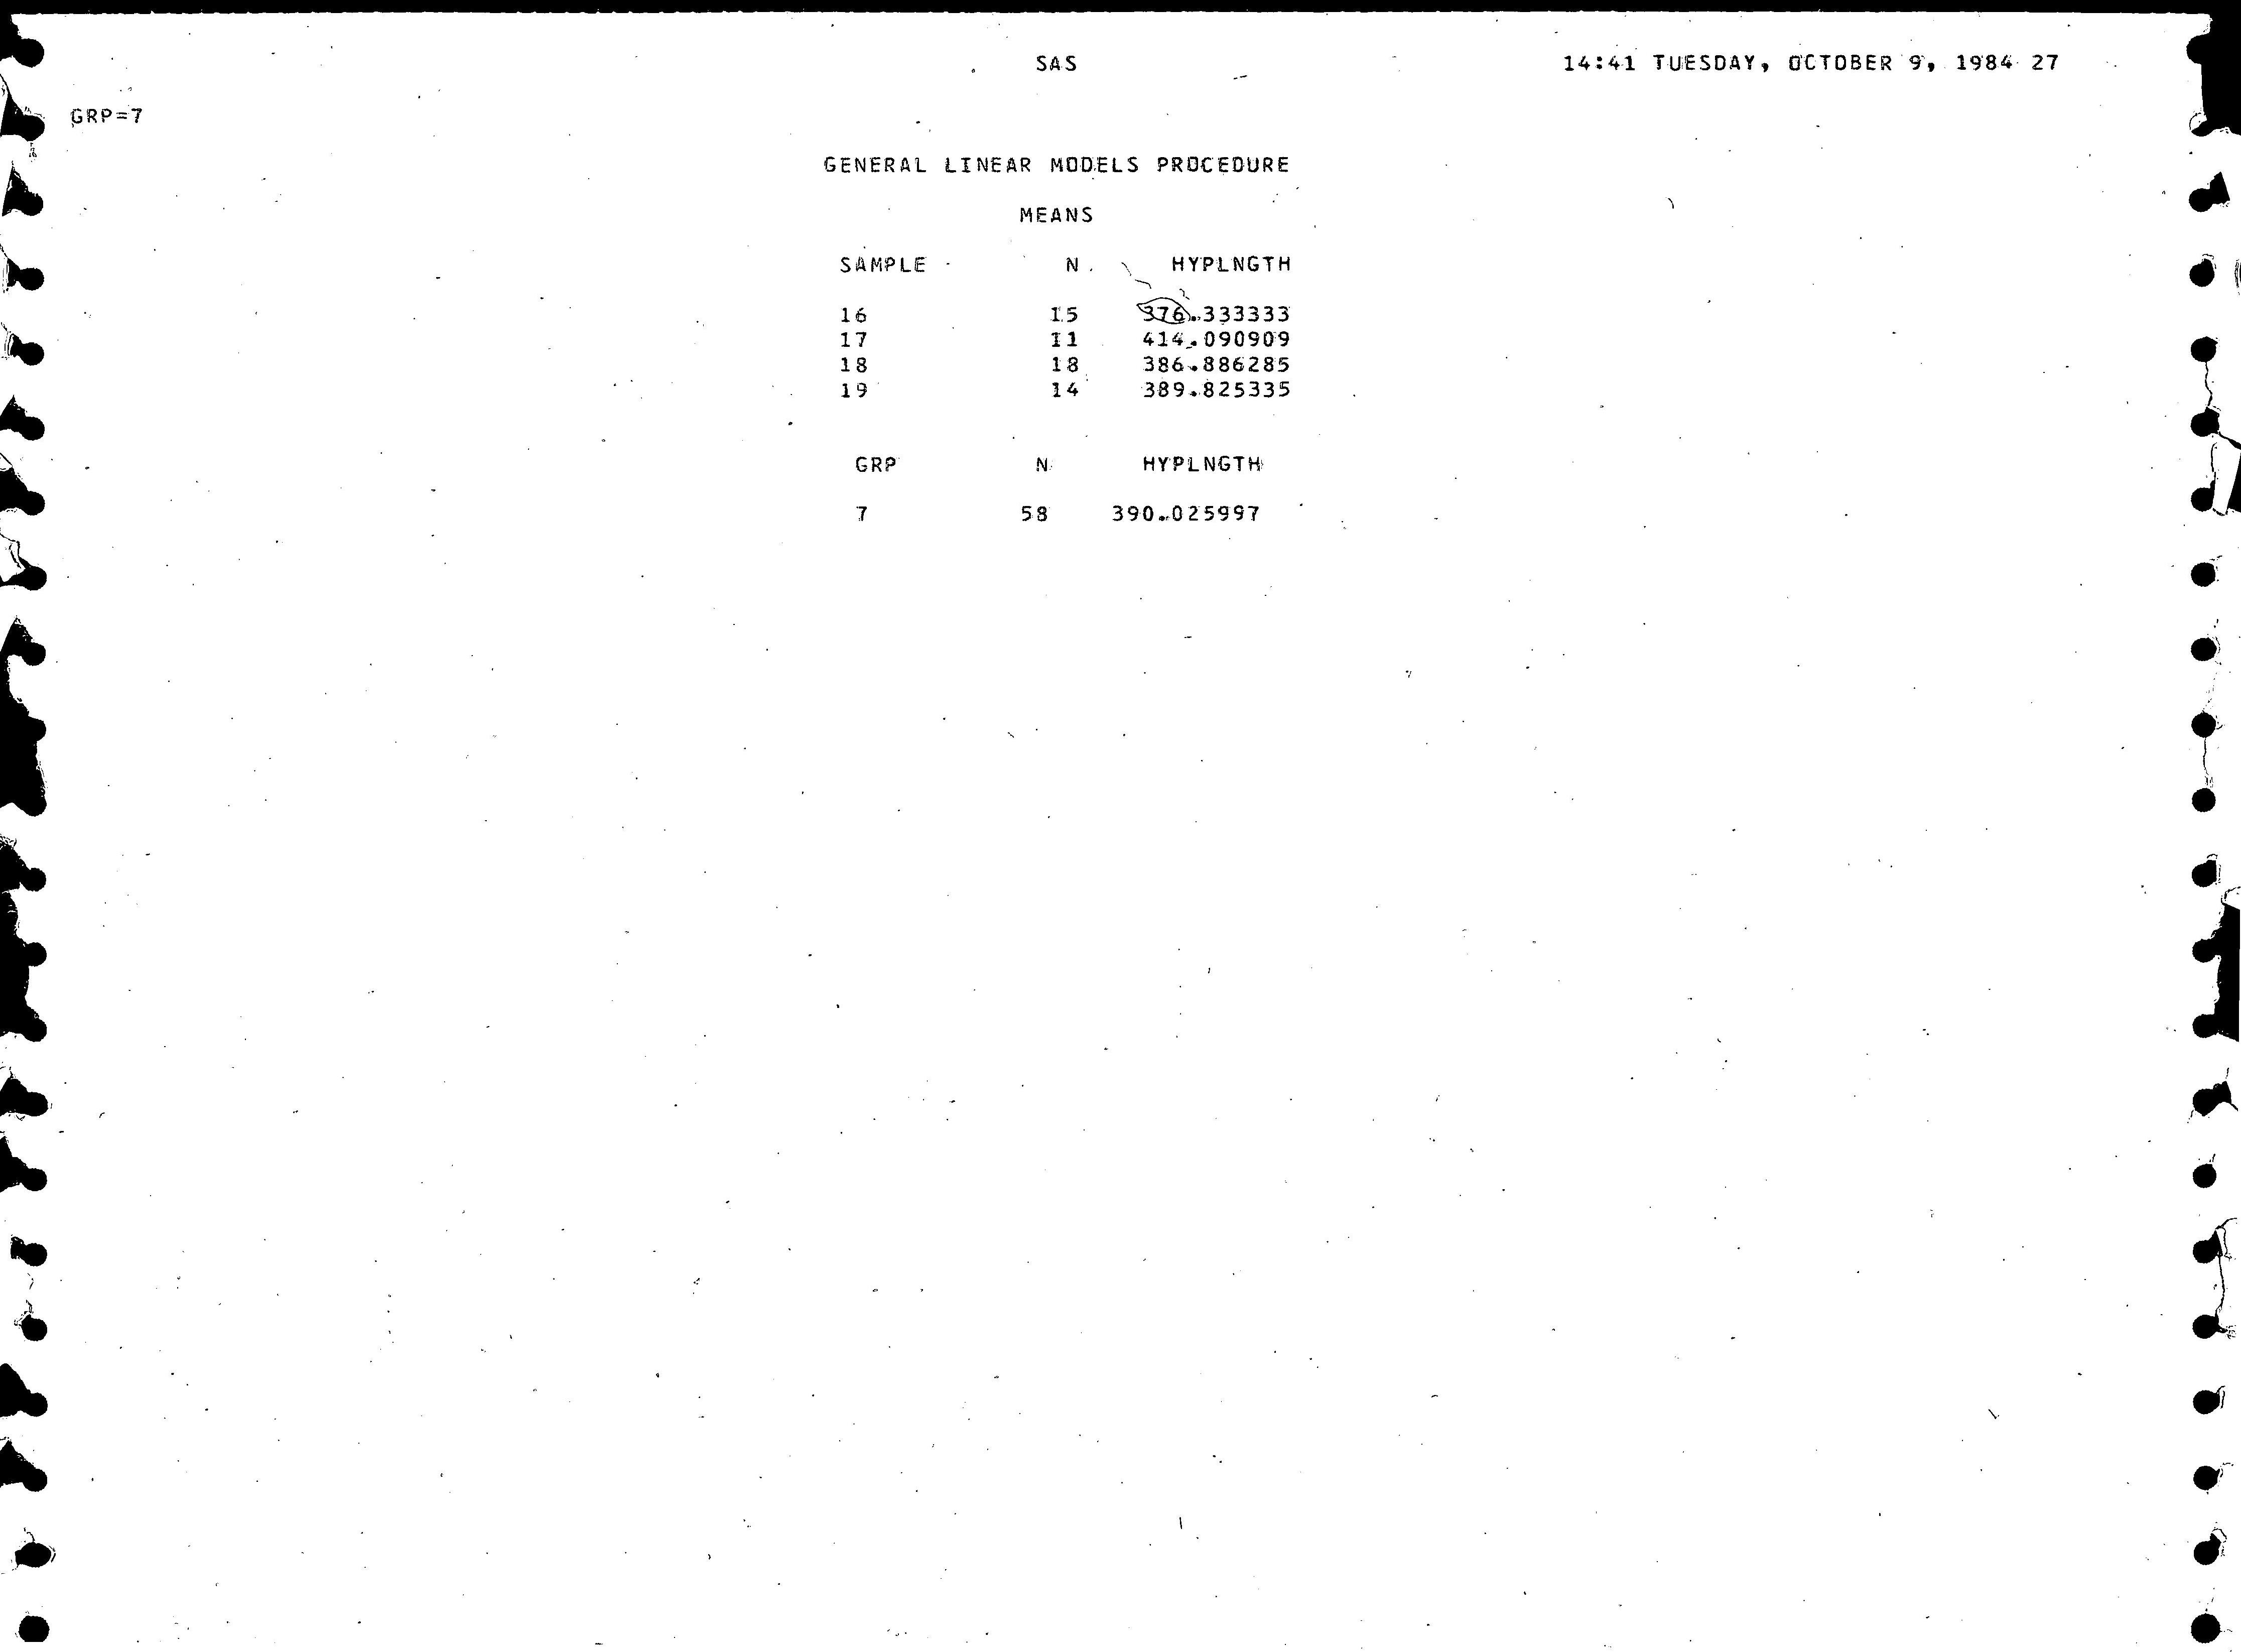 SAS 14:41 TUESDAY, OCTOBER 9, 1984 27
GRP=7
GENERAL LINEAR MODELS PROCEDURE
MEANS
SAMPLE N HYPLNGTH
16 15 376.333333
17 11 414.090909
18 18 386.886285
19 14 389.825335
GRP N HYPLNGTH
7 58 390.025997